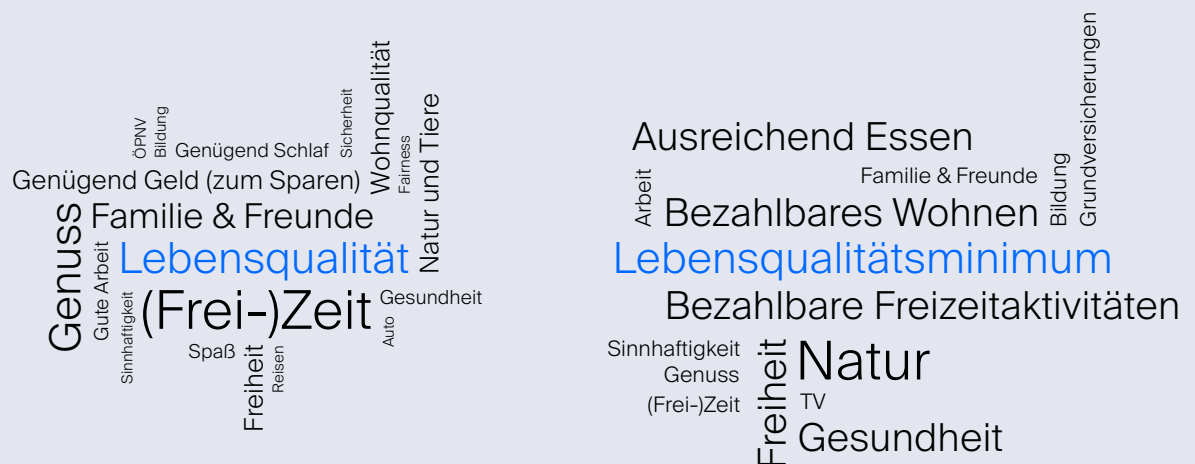 ÖPNV
Bildung
Genügend Schlaf
Sicherheit
Wohnqualität
Fairness
Natur und Tiere
Genügend Geld (zum Sparen)
Genuss
Familie & Freunde
Gute Arbeit
Lebensqualität
Sinnhaftigkeit
(Frei-)Zeit
Gesundheit
Auto
Spaß
Freiheit
Reisen
Grundversicherungen
Ausreichend Essen
Familie & Freunde
Bildung
Arbeit
Bezahlbares Wohnen
Lebensqualitätsminimum
Bezahlbare Freizeitaktivitäten
Sinnhaftigkeit
Genuss
(Frei-)Zeit
Freiheit
Natur
TV
Gesundheit